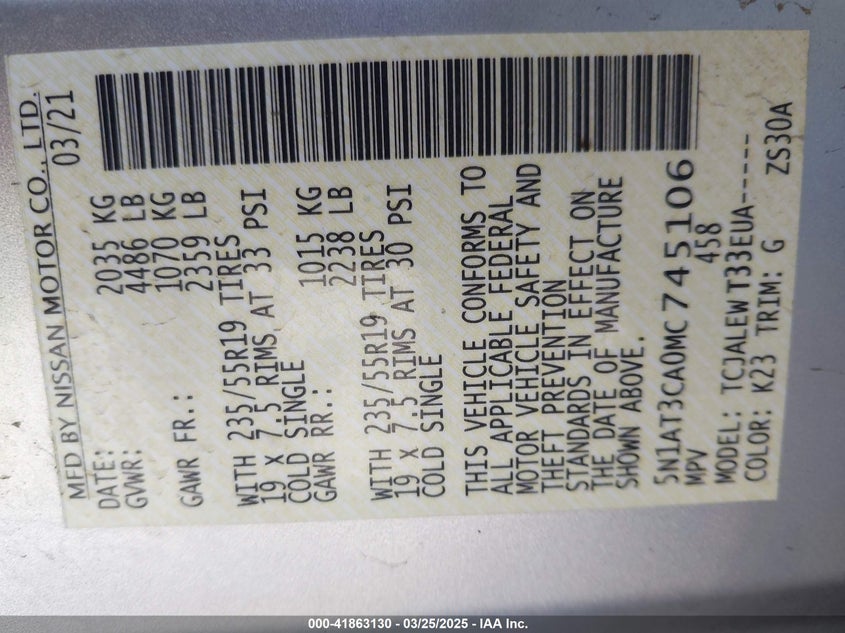 MFD BY NISSAN MOTOR CO., LTD.
DATE: 03/21
GVWR: 2035 KG
4486 LB
GAWR FR.: 1070 KG
2359 LB
WITH 235/55R19 TIRES
19 X 7.5 RIMS AT 33 PSI
COLD SINGLE
GAWR RR.: 1015 KG
2238 LB
WITH 235/55R19 TIRES
19 X 7.5 RIMS AT 30 PSI
COLD SINGLE
THIS VEHICLE CONFORMS TO
ALL APPLICABLE FEDERAL
MOTOR VEHICLE SAFETY AND
THEFT PREVENTION
STANDARDS IN EFFECT ON
THE DATE OF MANUFACTURE
SHOWN ABOVE.
5N1AT3CA0MC745106
MPV 458
MODEL: TCJALEWT33EUA-----
COLOR: K23 TRIM: G ZS30A
000-41863130 - 03/25/2025 - IAA Inc.